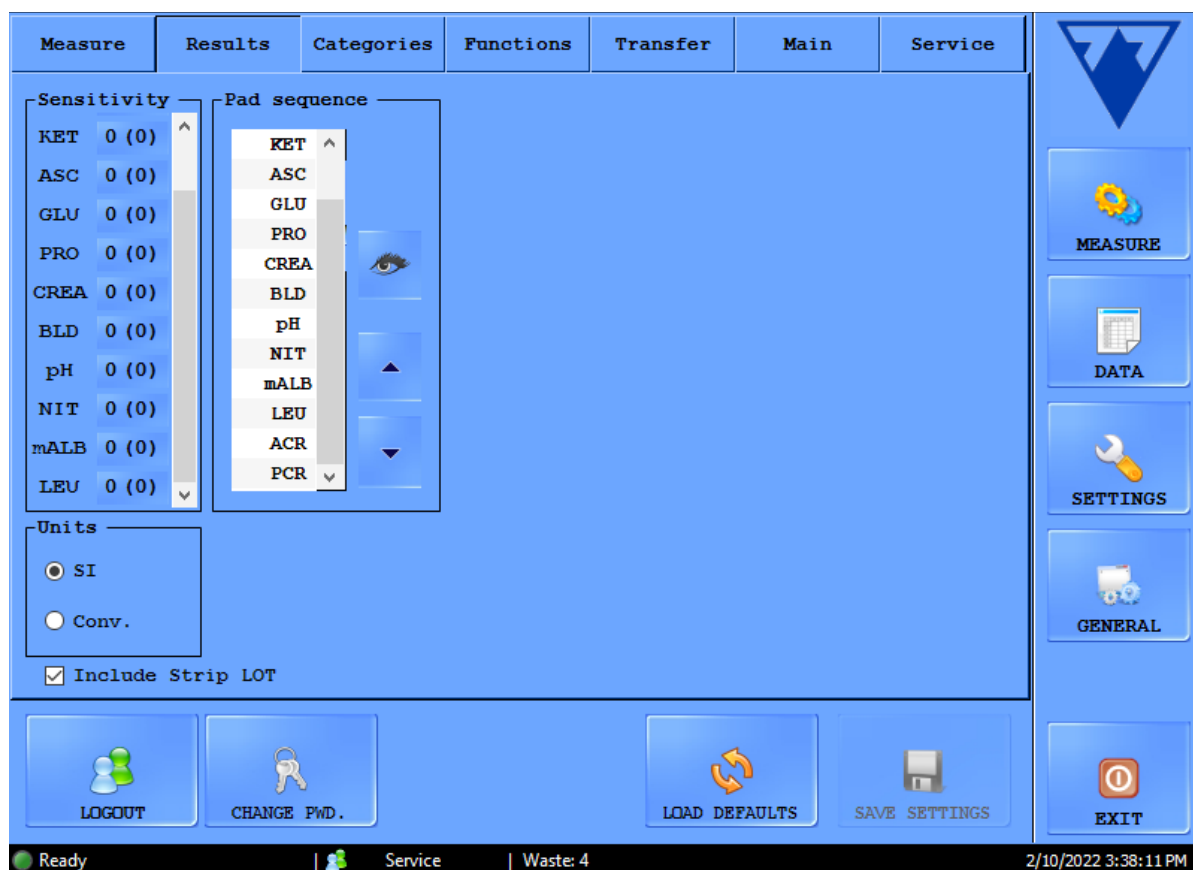 Measure Results Categories Functions Transfer Main Service
Sensitivity
KET 0 (0)
ASC 0 (0)
GLU 0 (0)
PRO 0 (0)
CREA 0 (0)
BLD 0 (0)
pH 0 (0)
NIT 0 (0)
mALB 0 (0)
LEU 0 (0)
Pad sequence
KET
ASC
GLU
PRO
CREA
BLD
pH
NIT
mALB
LEU
ACR
PCR
Units
SI
Conv.
Include Strip LOT
MEASURE
DATA
SETTINGS
GENERAL
LOGOUT CHANGE PWD. LOAD DEFAULTS SAVE SETTINGS EXIT
Ready | Service | Waste: 4 2/10/2022 3:38:11 PM